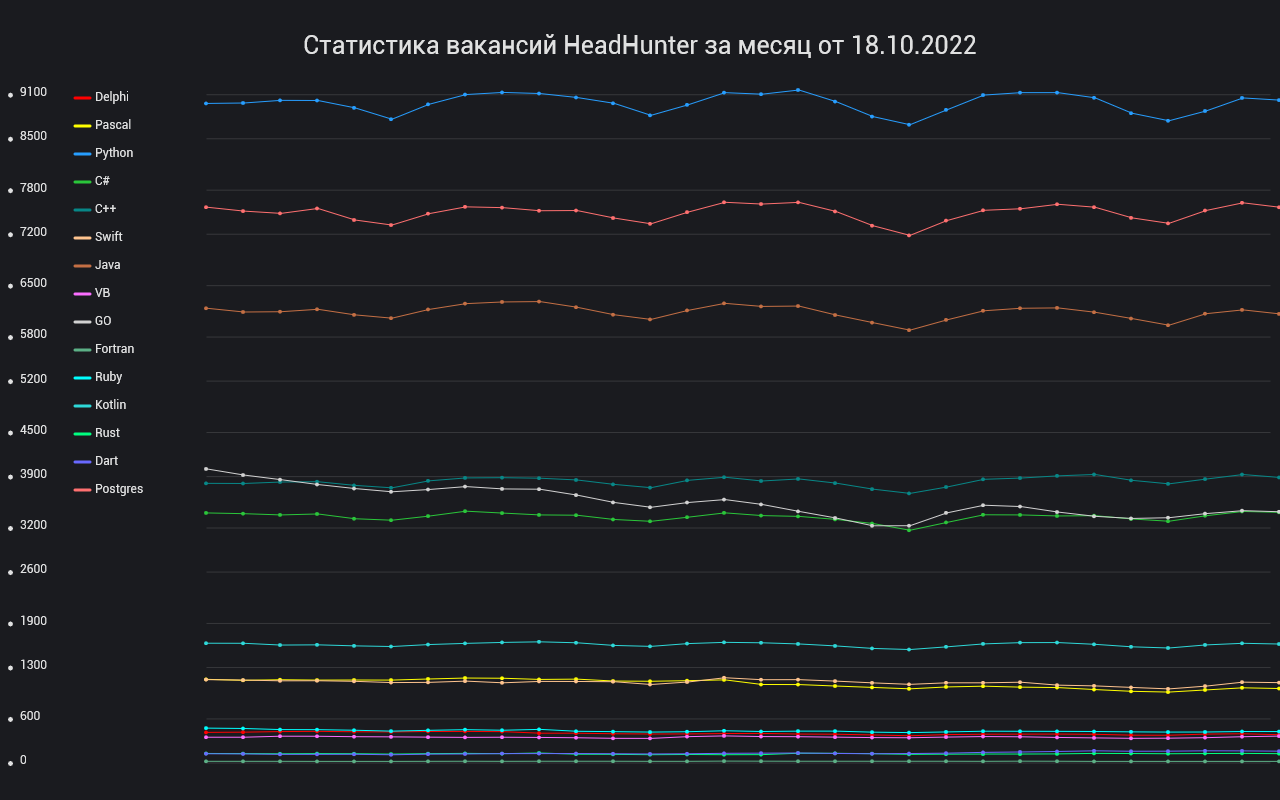 Статистика вакансий HeadHunter за месяц от 18.10.2022
9100
8500
7800
7200
6500
5800
5200
4500
3900
3200
2600
1900
1300
600
0
Delphi
Pascal
Python
C#
C++
Swift
Java
VB
GO
Fortran
Ruby
Kotlin
Rust
Dart
Postgres